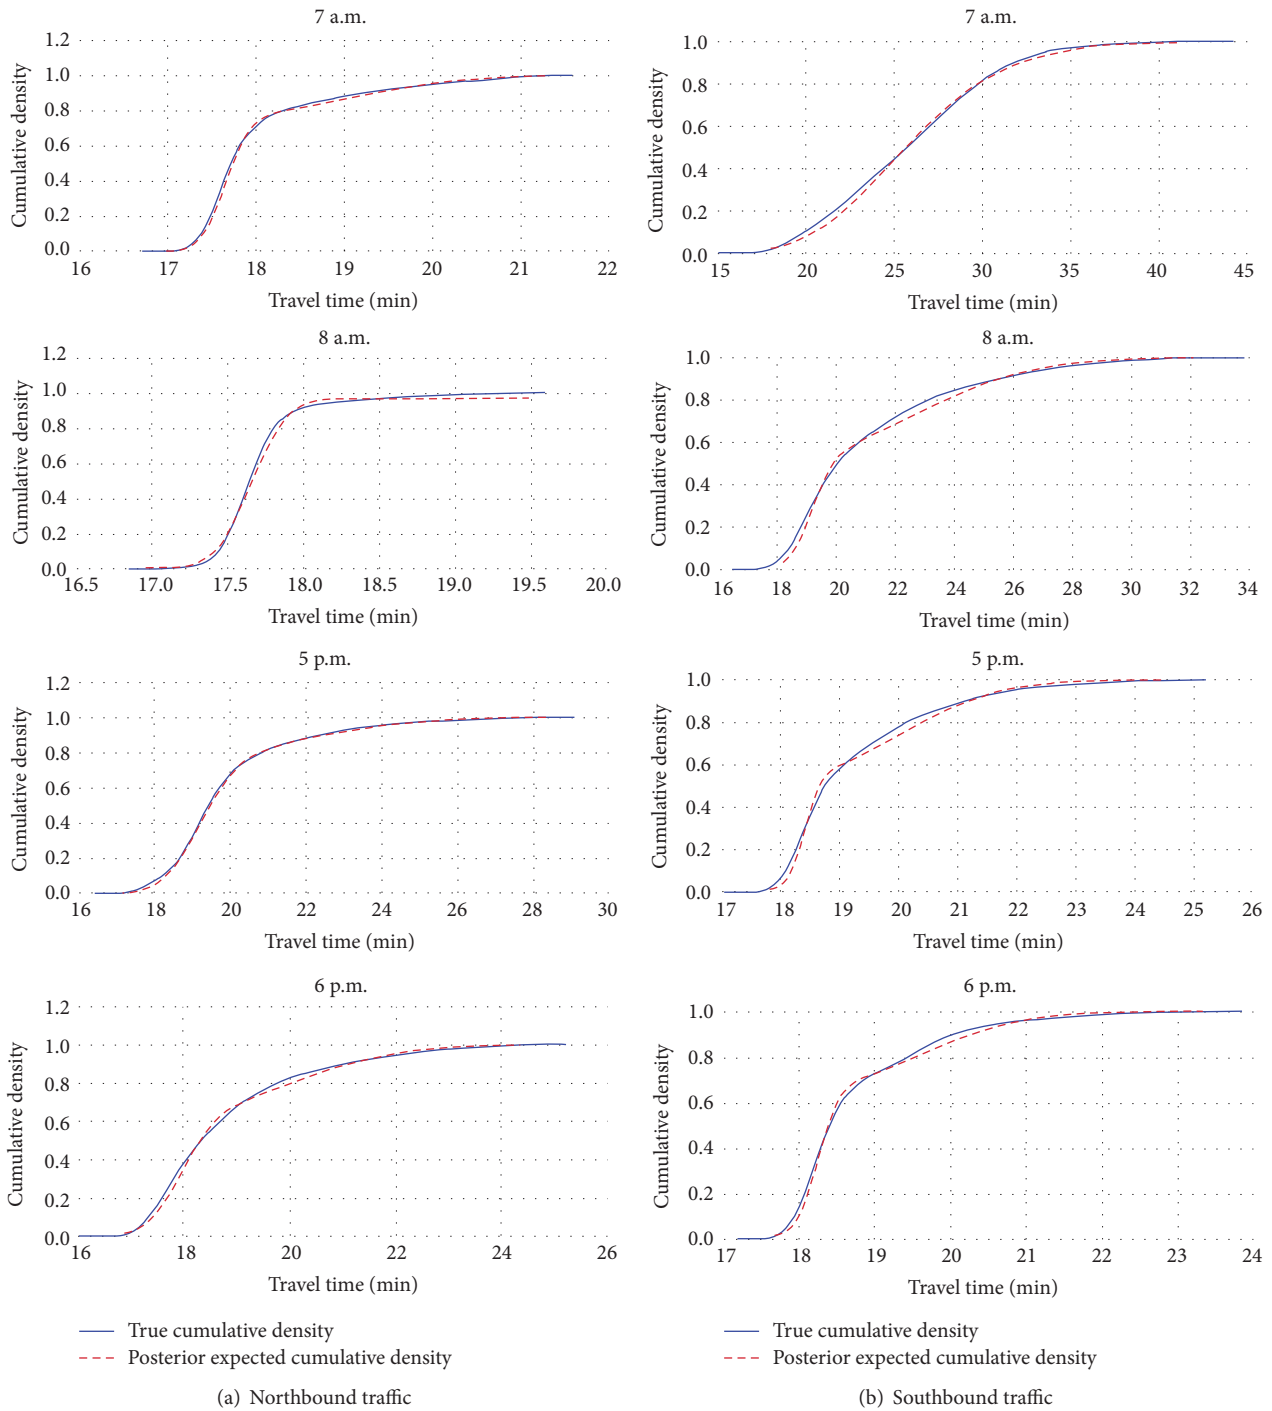 7 a.m.
Cumulative density
1.2
1.0
0.8
0.6
0.4
0.2
0.0
16 17 18 19 20 21 22
Travel time (min)
8 a.m.
Cumulative density
1.2
1.0
0.8
0.6
0.4
0.2
0.0
16.5 17.0 17.5 18.0 18.5 19.0 19.5 20.0
Travel time (min)
5 p.m.
Cumulative density
1.2
1.0
0.8
0.6
0.4
0.2
0.0
16 18 20 22 24 26 28 30
Travel time (min)
6 p.m.
Cumulative density
1.2
1.0
0.8
0.6
0.4
0.2
0.0
16 18 20 22 24 26
Travel time (min)
True cumulative density
Posterior expected cumulative density
(a) Northbound traffic
7 a.m.
Cumulative density
1.0
0.8
0.6
0.4
0.2
0.0
15 20 25 30 35 40 45
Travel time (min)
8 a.m.
Cumulative density
1.0
0.8
0.6
0.4
0.2
0.0
16 18 20 22 24 26 28 30 32 34
Travel time (min)
5 p.m.
Cumulative density
1.0
0.8
0.6
0.4
0.2
0.0
17 18 19 20 21 22 23 24 25 26
Travel time (min)
6 p.m.
Cumulative density
1.0
0.8
0.6
0.4
0.2
0.0
17 18 19 20 21 22 23 24
Travel time (min)
True cumulative density
Posterior expected cumulative density
(b) Southbound traffic